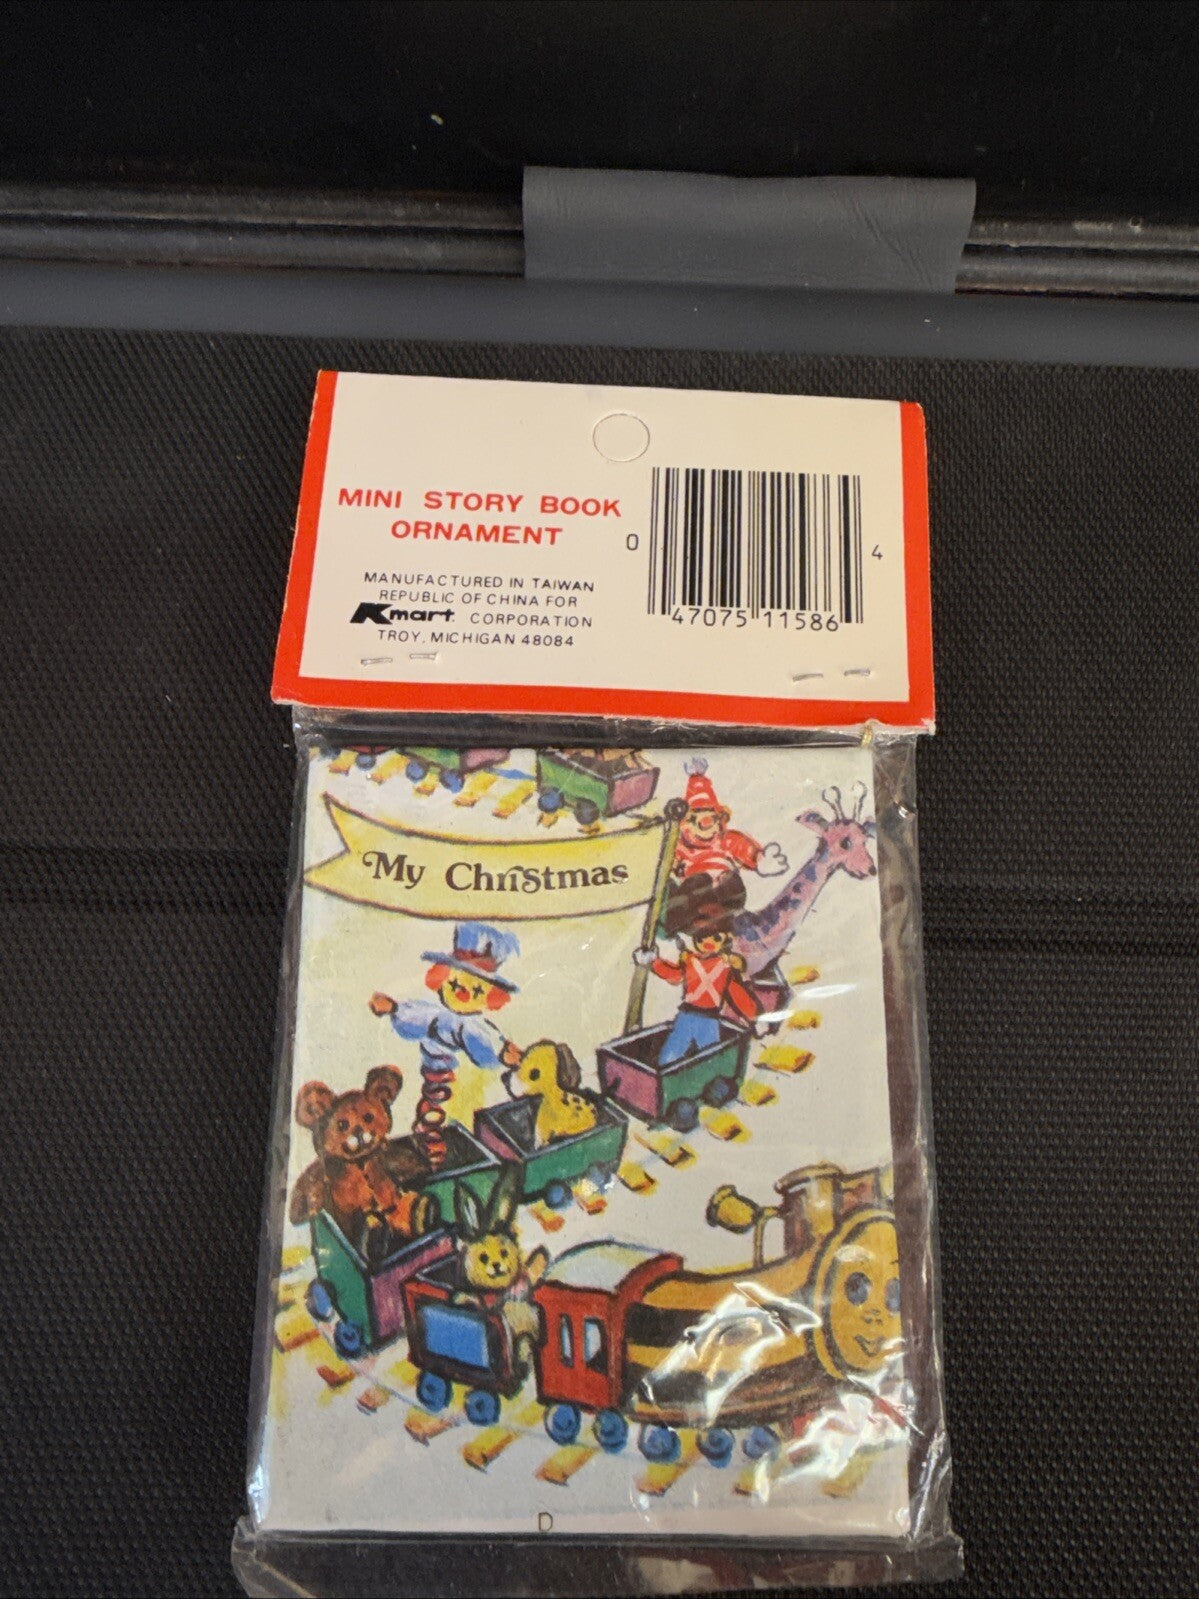 MINI STORY BOOK
ORNAMENT
MANUFACTURED IN TAIWAN
REPUBLIC OF CHINA FOR
Kmart CORPORATION
TROY, MICHIGAN 48084
0 47075 11586 4
My Christmas
D